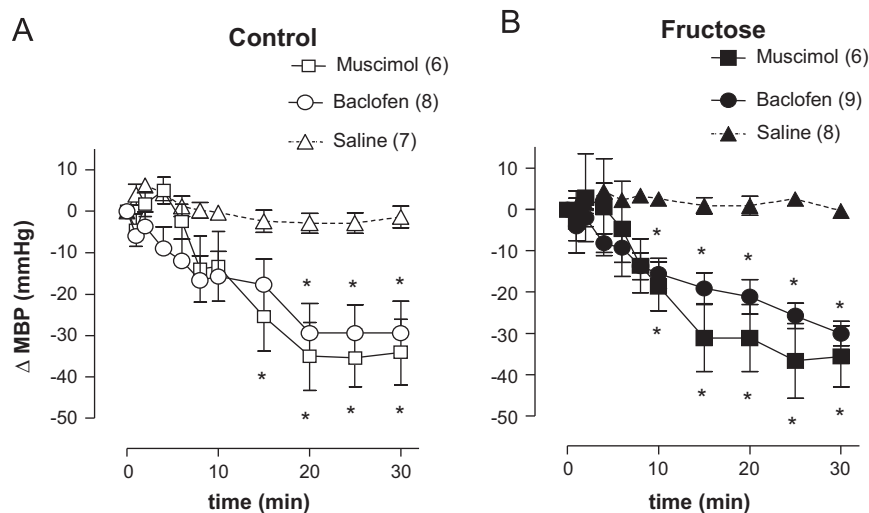 A
Control
Muscimol (6)
Baclofen (8)
Saline (7)
Δ MBP (mmHg)
10
0
-10
-20
-30
-40
-50
* * *
*
* * *
0 10 20 30
time (min)
B
Fructose
Muscimol (6)
Baclofen (9)
Saline (8)
10
0
-10
-20
-30
-40
-50
* * * * *
* * * * *
0 10 20 30
time (min)